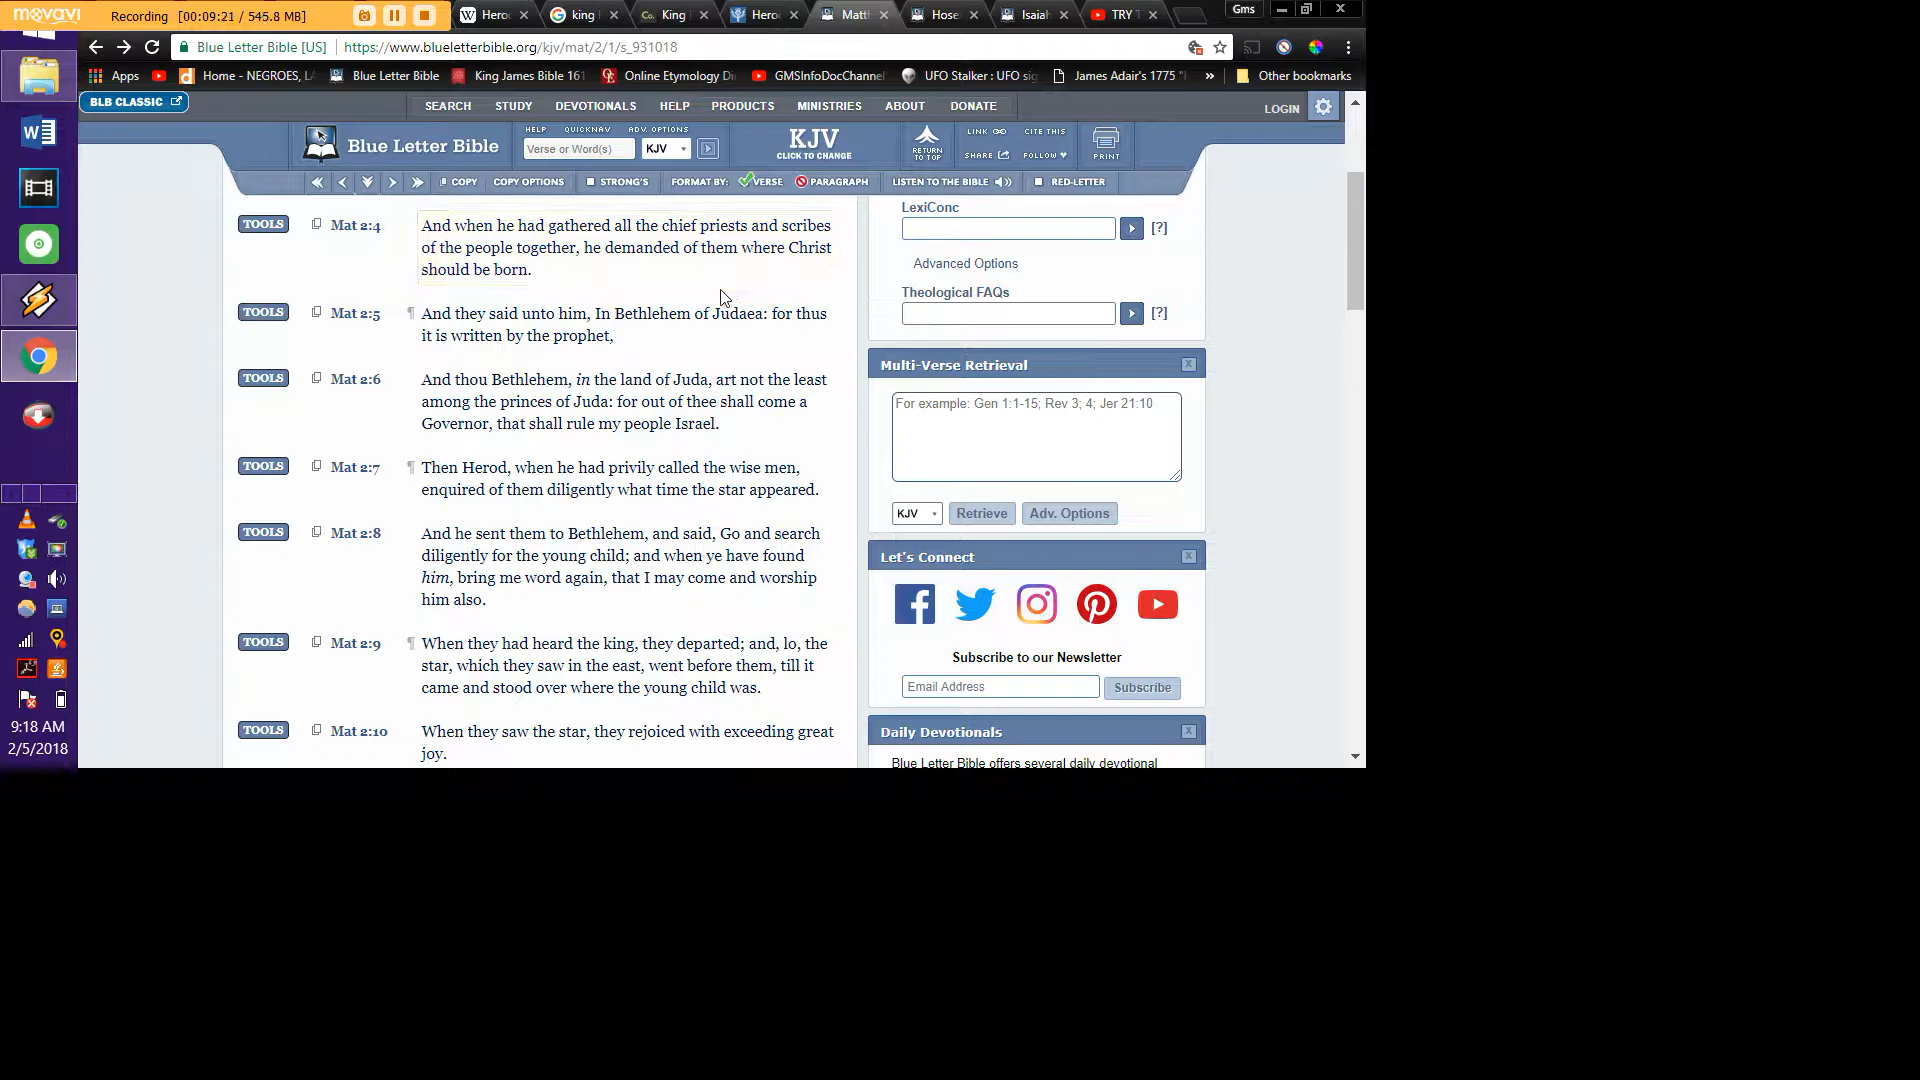 movavi
Recording [00:09:21 / 545.8 MB]
Hero
king
Co. King
Hero
Matt
Hose
Isaiah
TRY T
Gms
Blue Letter Bible [US] | https://www.blueletterbible.org/kjv/mat/2/1/s_931018
Apps
Home - NEGROES, LA
Blue Letter Bible
King James Bible 161
Online Etymology Di
GMSInfoDocChannel
UFO Stalker : UFO sig
James Adair's 1775 "
»
Other bookmarks
BLB CLASSIC
SEARCH STUDY DEVOTIONALS HELP PRODUCTS MINISTRIES ABOUT DONATE
LOGIN
Blue Letter Bible
HELP QUICKNAV ADV. OPTIONS
Verse or Word(s)
KJV
KJV
CLICK TO CHANGE
RETURN
TO TOP
LINK
CITE THIS
SHARE
FOLLOW
PRINT
COPY COPY OPTIONS STRONG'S FORMAT BY: VERSE PARAGRAPH LISTEN TO THE BIBLE RED-LETTER
TOOLS Mat 2:4 And when he had gathered all the chief priests and scribes
of the people together, he demanded of them where Christ
should be born.
TOOLS Mat 2:5 ¶ And they said unto him, In Bethlehem of Judaea: for thus
it is written by the prophet,
TOOLS Mat 2:6 And thou Bethlehem, in the land of Juda, art not the least
among the princes of Juda: for out of thee shall come a
Governor, that shall rule my people Israel.
TOOLS Mat 2:7 ¶ Then Herod, when he had privily called the wise men,
enquired of them diligently what time the star appeared.
TOOLS Mat 2:8 And he sent them to Bethlehem, and said, Go and search
diligently for the young child; and when ye have found
him, bring me word again, that I may come and worship
him also.
TOOLS Mat 2:9 ¶ When they had heard the king, they departed; and, lo, the
star, which they saw in the east, went before them, till it
came and stood over where the young child was.
TOOLS Mat 2:10 When they saw the star, they rejoiced with exceeding great
joy.
LexiConc
[?]
Advanced Options
Theological FAQs
[?]
Multi-Verse Retrieval
For example: Gen 1:1-15; Rev 3; 4; Jer 21:10
KJV Retrieve Adv. Options
Let's Connect
Subscribe to our Newsletter
Email Address Subscribe
Daily Devotionals
Blue Letter Bible offers several daily devotional
9:18 AM
2/5/2018